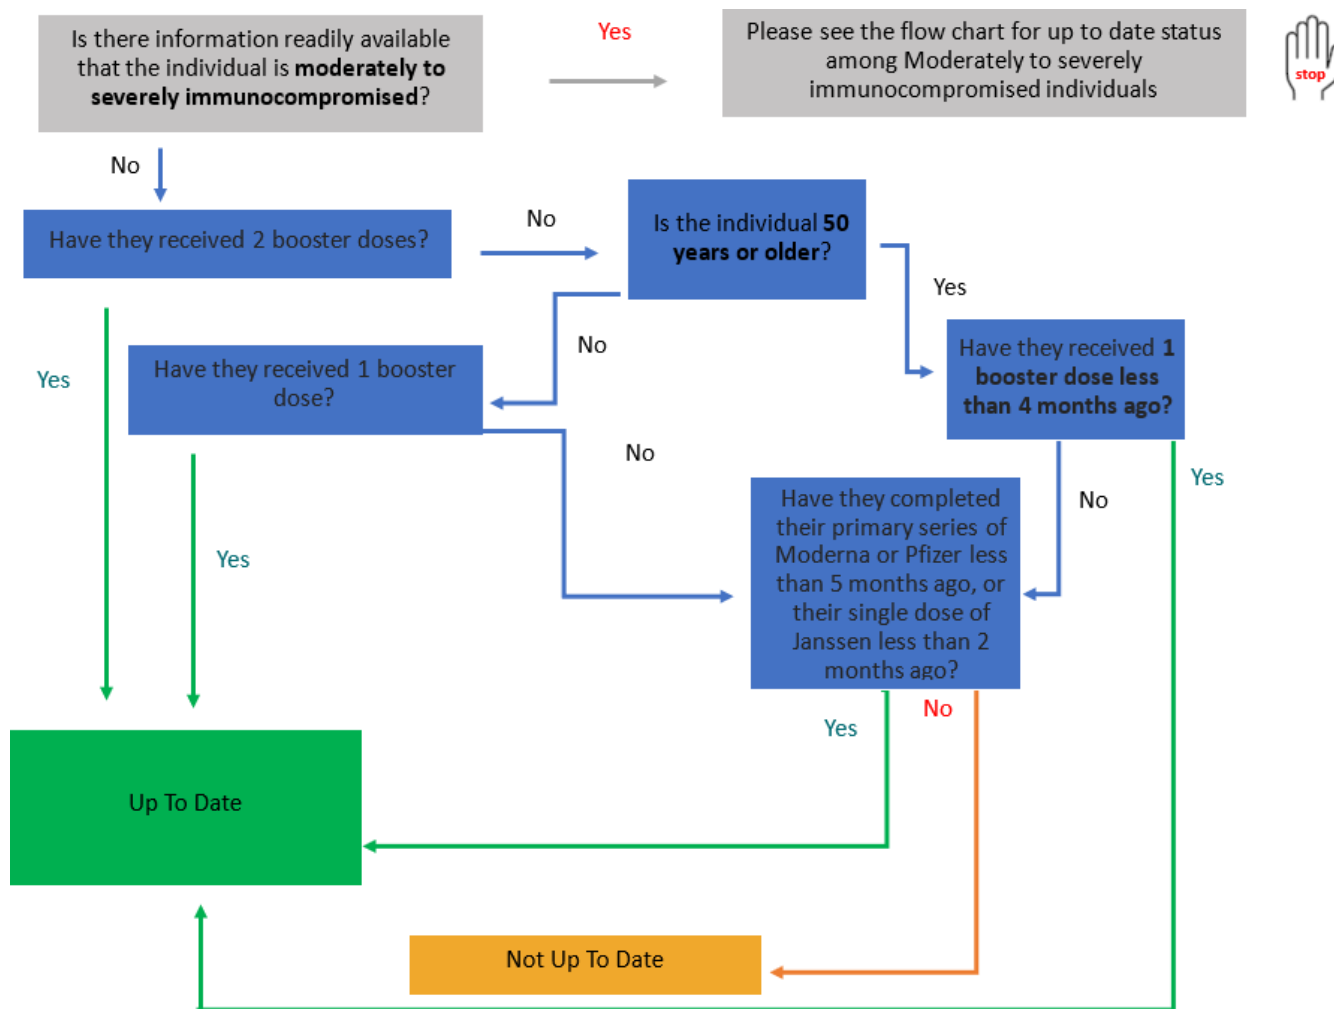 Is there information readily available
that the individual is moderately to
severely immunocompromised?
Yes
Please see the flow chart for up to date status
among Moderately to severely
immunocompromised individuals
stop
No
Have they received 2 booster doses?
No
Is the individual 50
years or older?
Yes
No
Have they received 1 booster
dose?
Have they received 1
booster dose less
than 4 months ago?
Yes
No
Yes
No
Yes
Have they completed
their primary series of
Moderna or Pfizer less
than 5 months ago, or
their single dose of
Janssen less than 2
months ago?
Yes
No
Up To Date
Not Up To Date